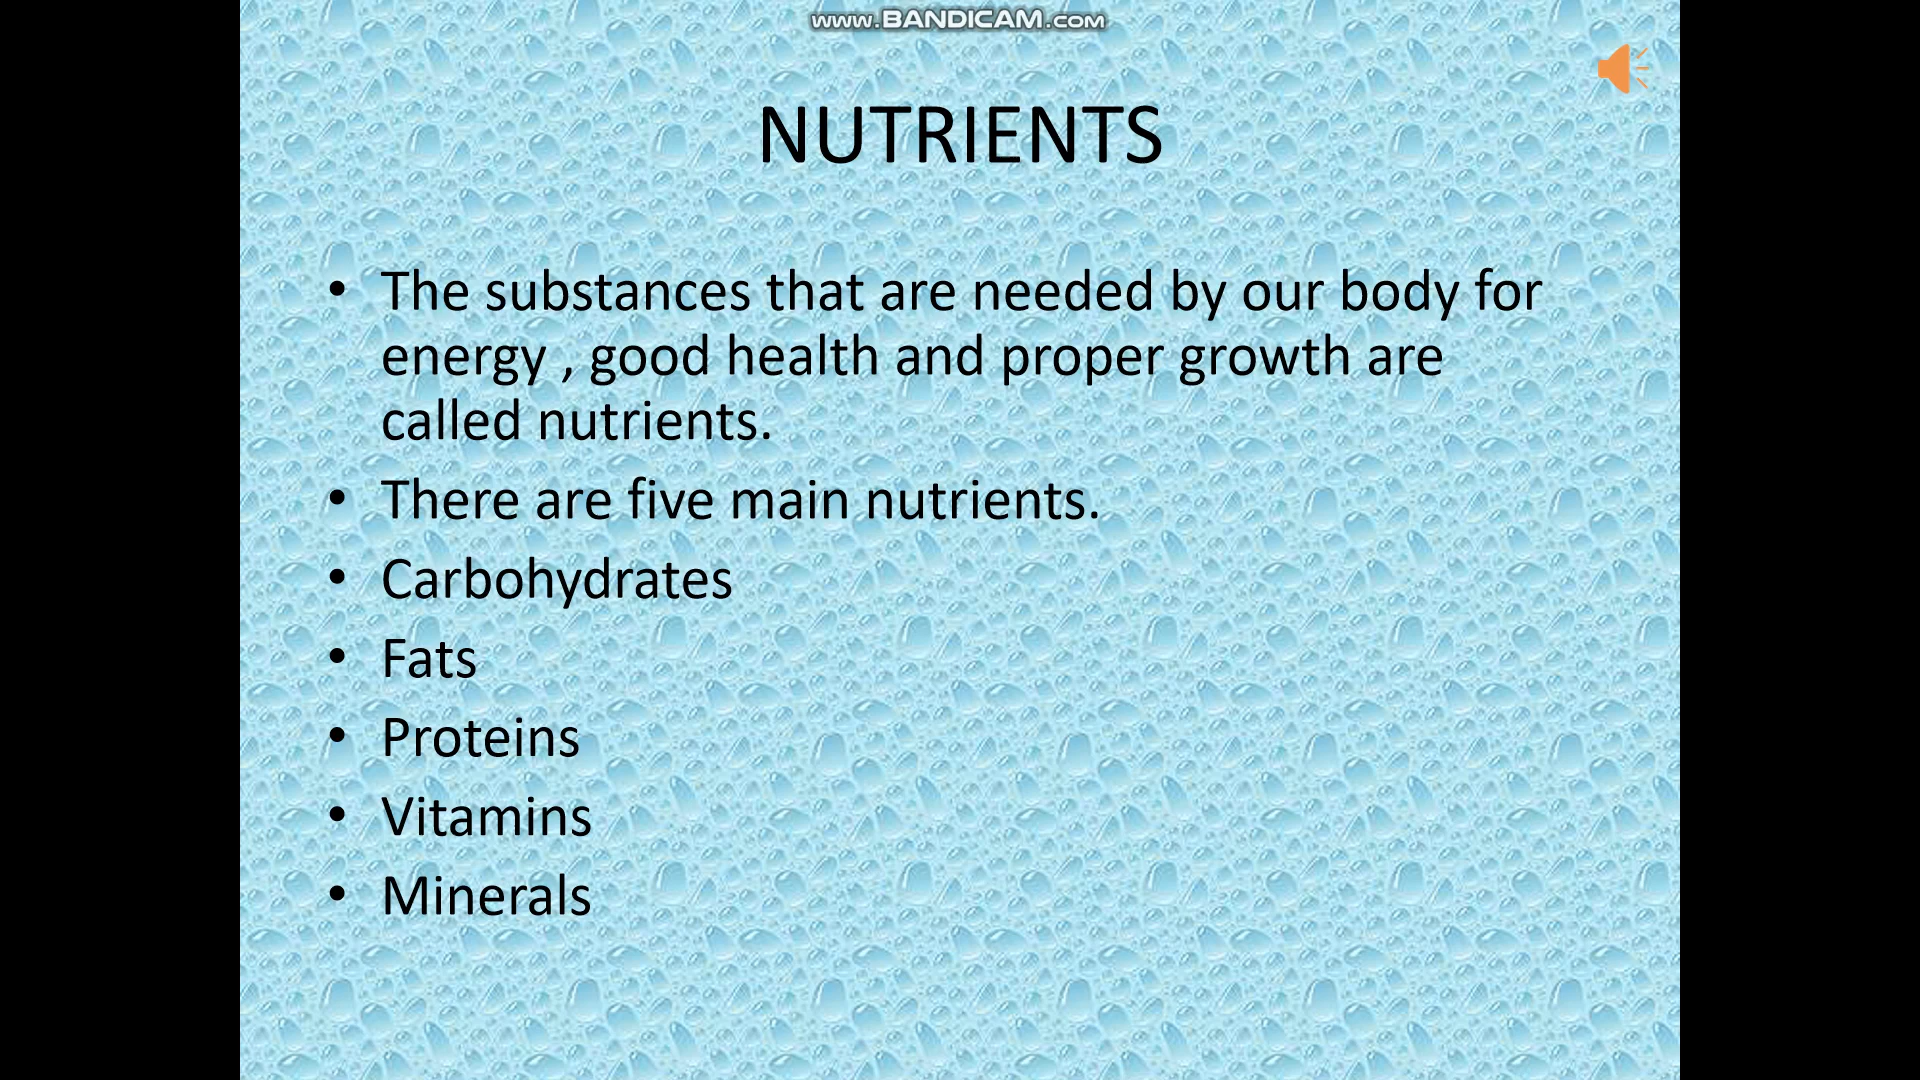 www.BANDICAM.com
NUTRIENTS
• The substances that are needed by our body for
energy , good health and proper growth are
called nutrients.
• There are five main nutrients.
• Carbohydrates
• Fats
• Proteins
• Vitamins
• Minerals